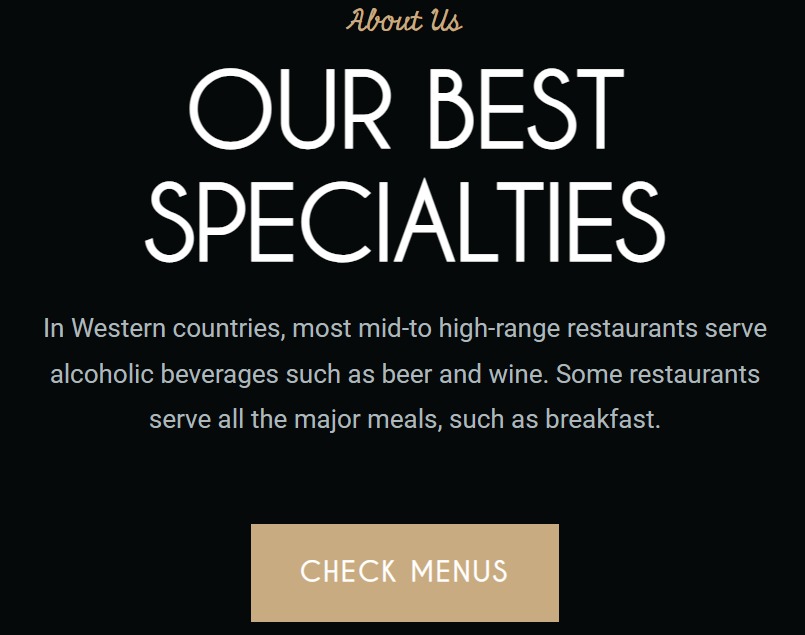 About Us
OUR BEST
SPECIALTIES
In Western countries, most mid-to high-range restaurants serve
alcoholic beverages such as beer and wine. Some restaurants
serve all the major meals, such as breakfast.
CHECK MENUS